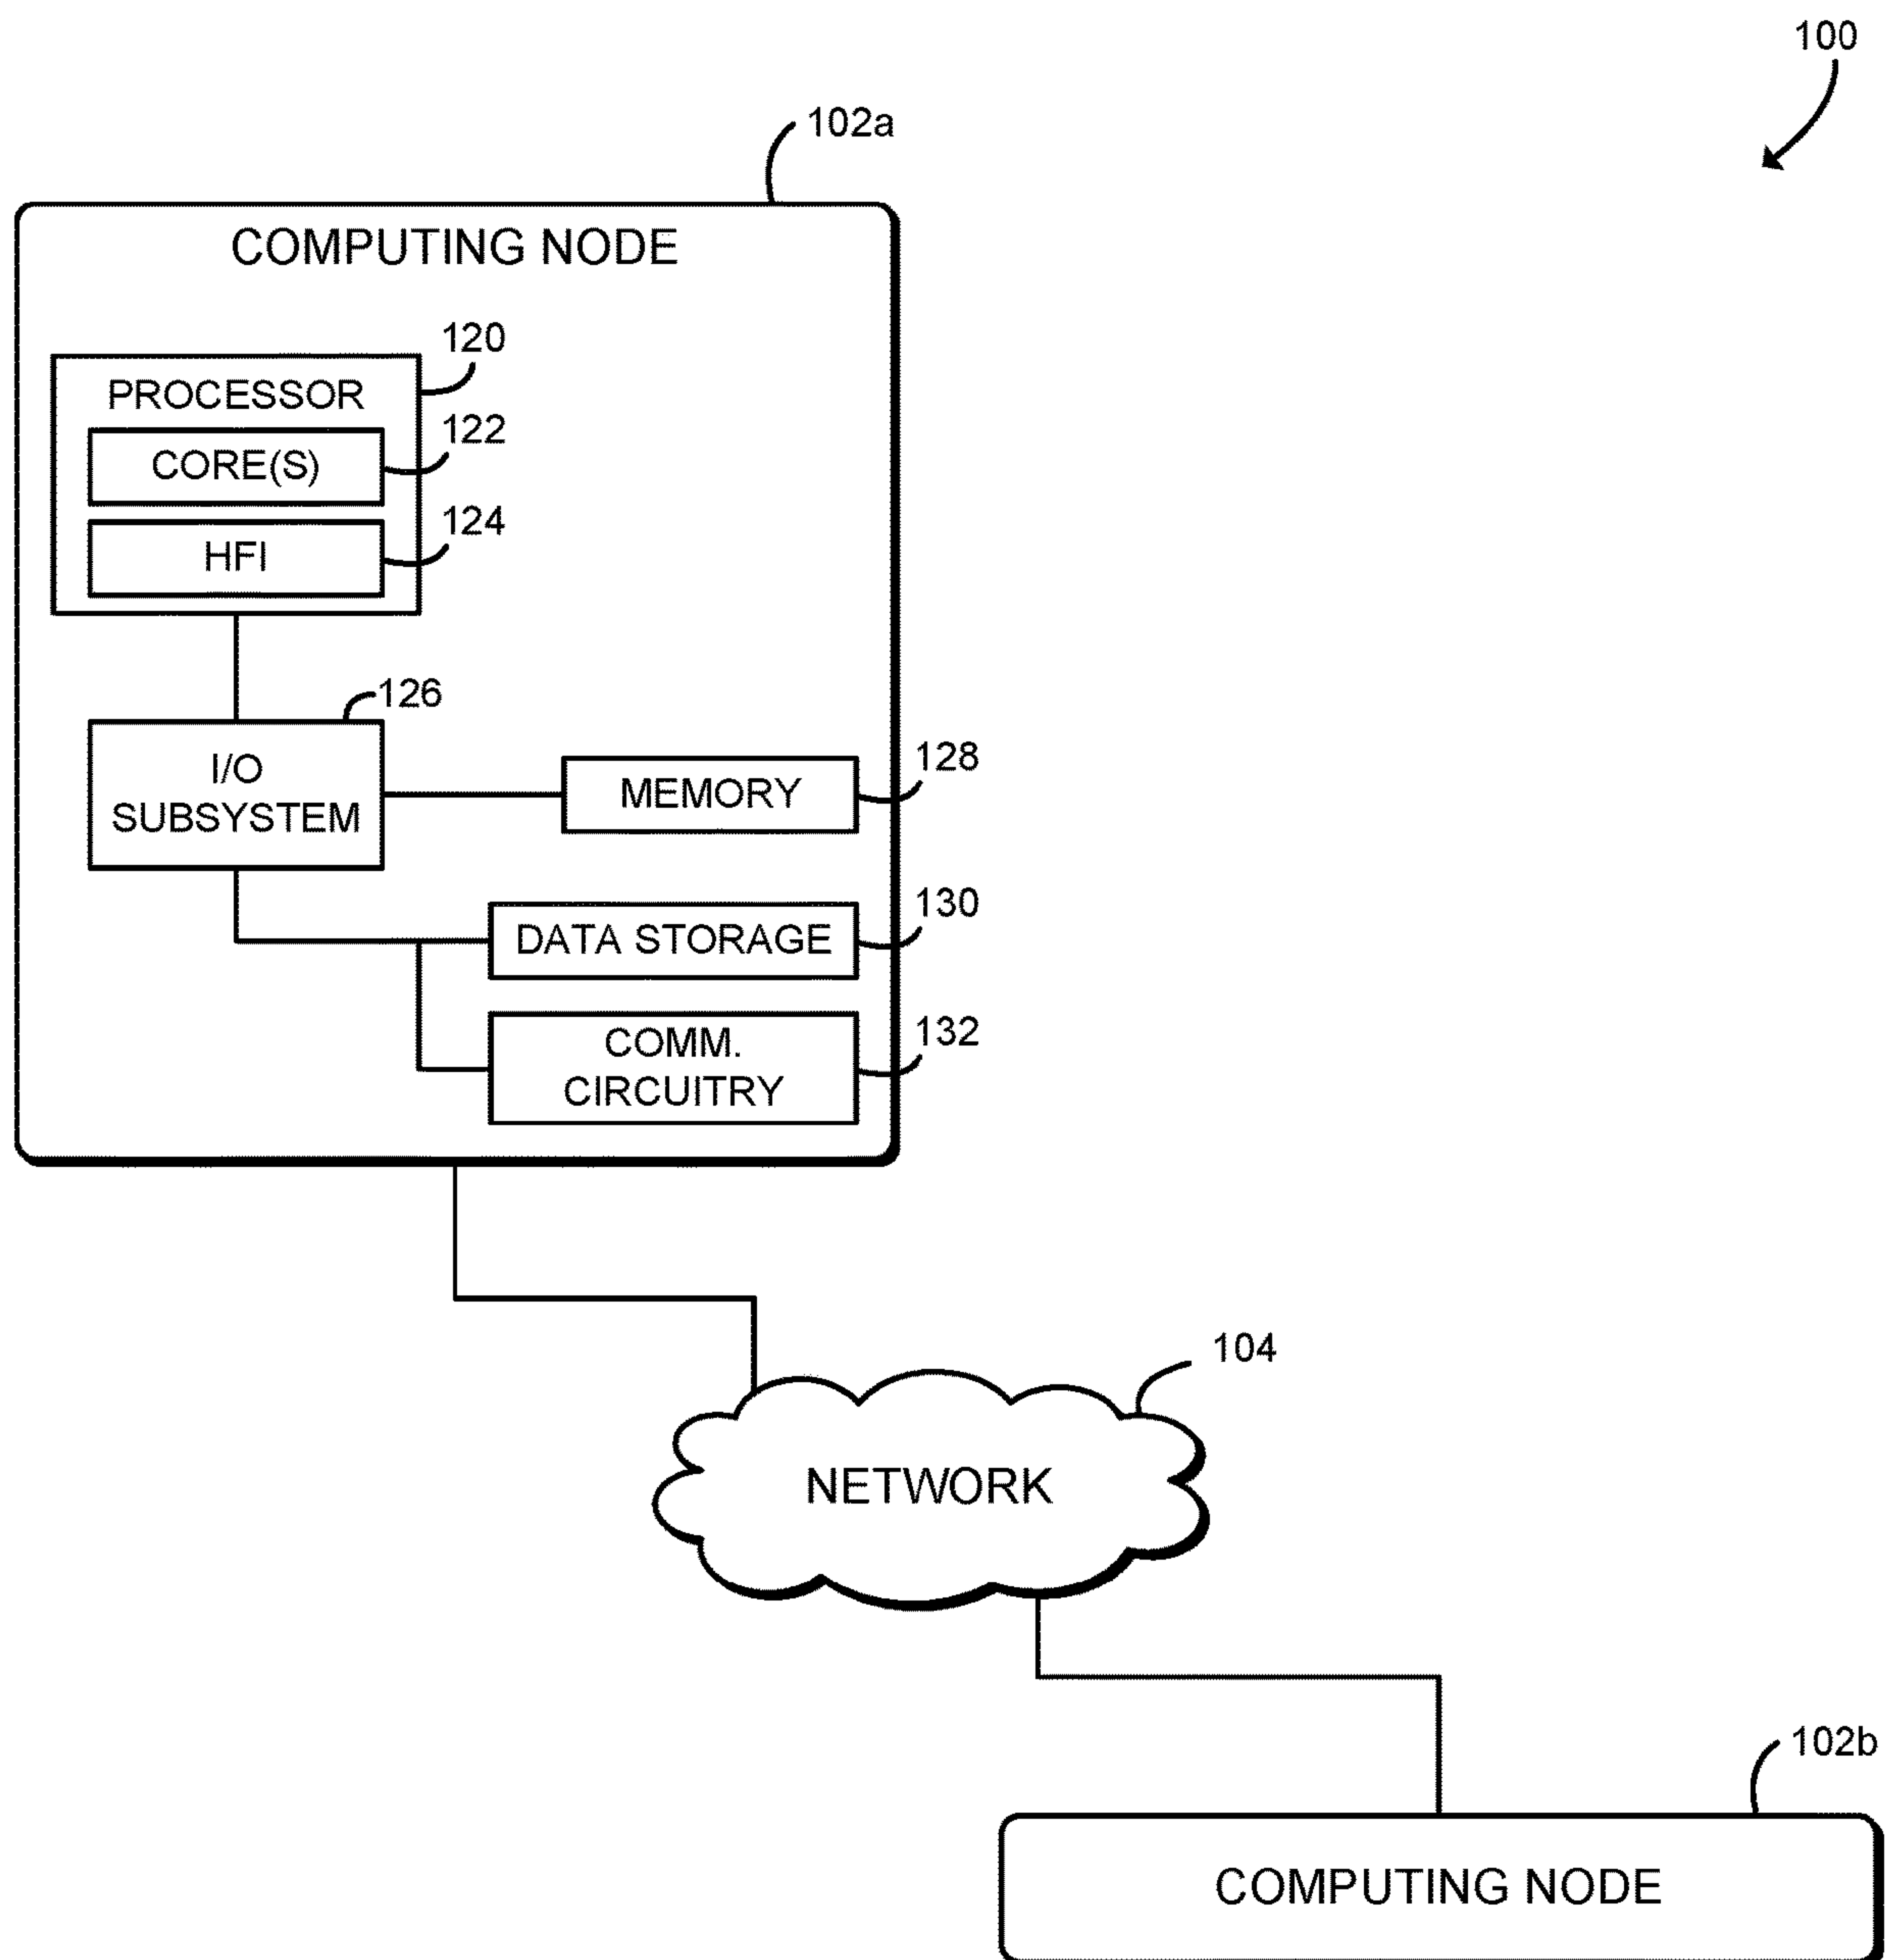 100
102a
COMPUTING NODE
120
PROCESSOR
122
CORE(S)
124
HFI
126
I/O
SUBSYSTEM
128
MEMORY
130
DATA STORAGE
132
COMM.
CIRCUITRY
104
NETWORK
102b
COMPUTING NODE